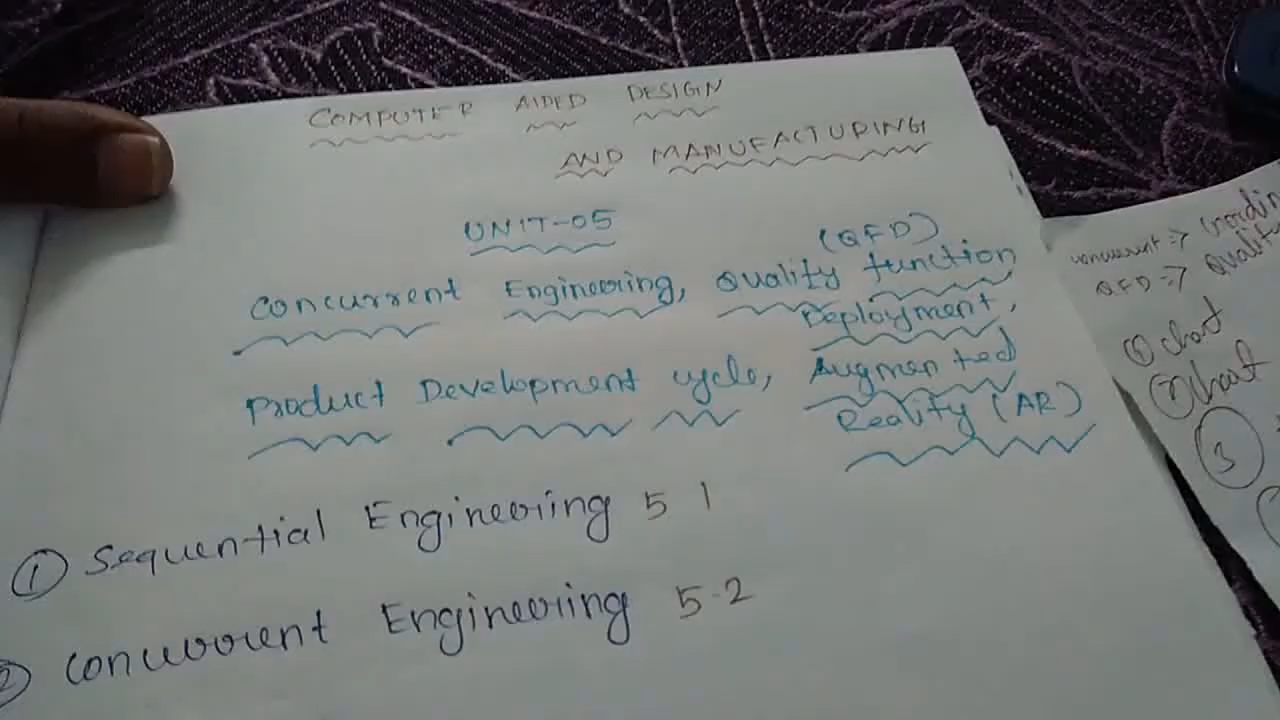 COMPUTER AIDED DESIGN
AND MANUFACTURING
UNIT-05
(QFD)
Concurrent Engineering, Quality function
Deployment,
Product Development cycle, Augmented
Reality (AR)
① Sequential Engineering 5 1
② Concurrent Engineering 5.2
concurrent =>
QFD => Quality
① chart
② chart
③